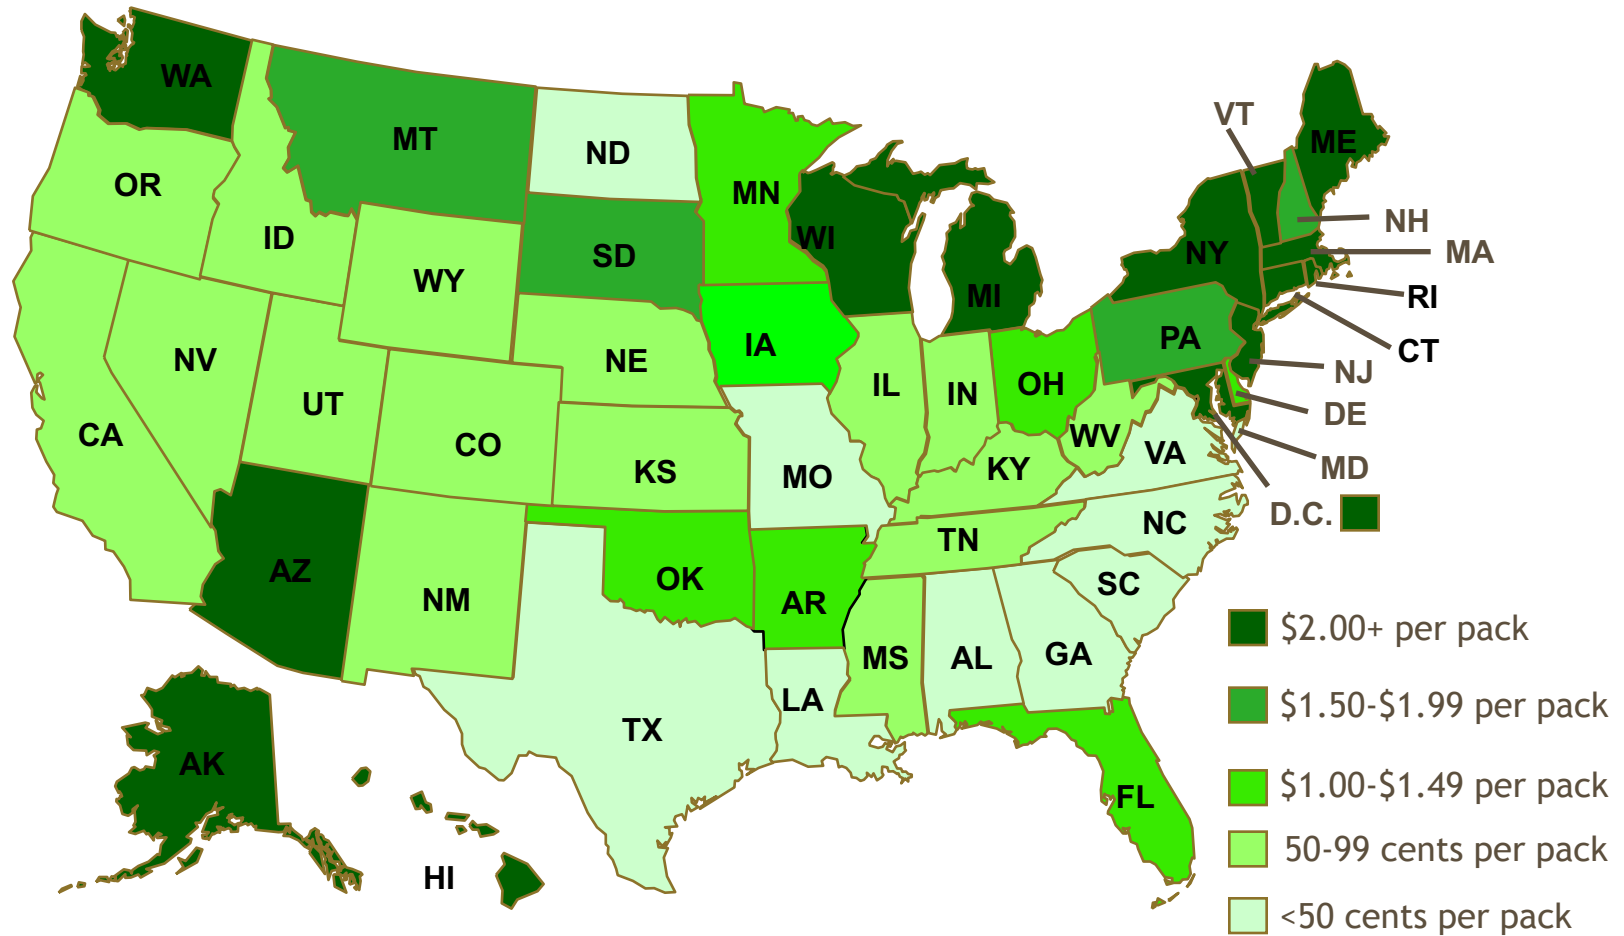 WA
VT
ME
MT
ND
OR
MN
NH
ID
WI
NY
MA
SD
WY
MI
RI
IA
PA
CT
NV
NE
NJ
IL
IN
OH
UT
DE
CA
CO
WV
VA
KS
MO
KY
MD
D.C.
NC
TN
AZ
OK
SC
NM
AR
$2.00+ per pack
MS
AL
GA
LA
$1.50-$1.99 per pack
TX
AK
$1.00-$1.49 per pack
FL
50-99 cents per pack
HI
<50 cents per pack